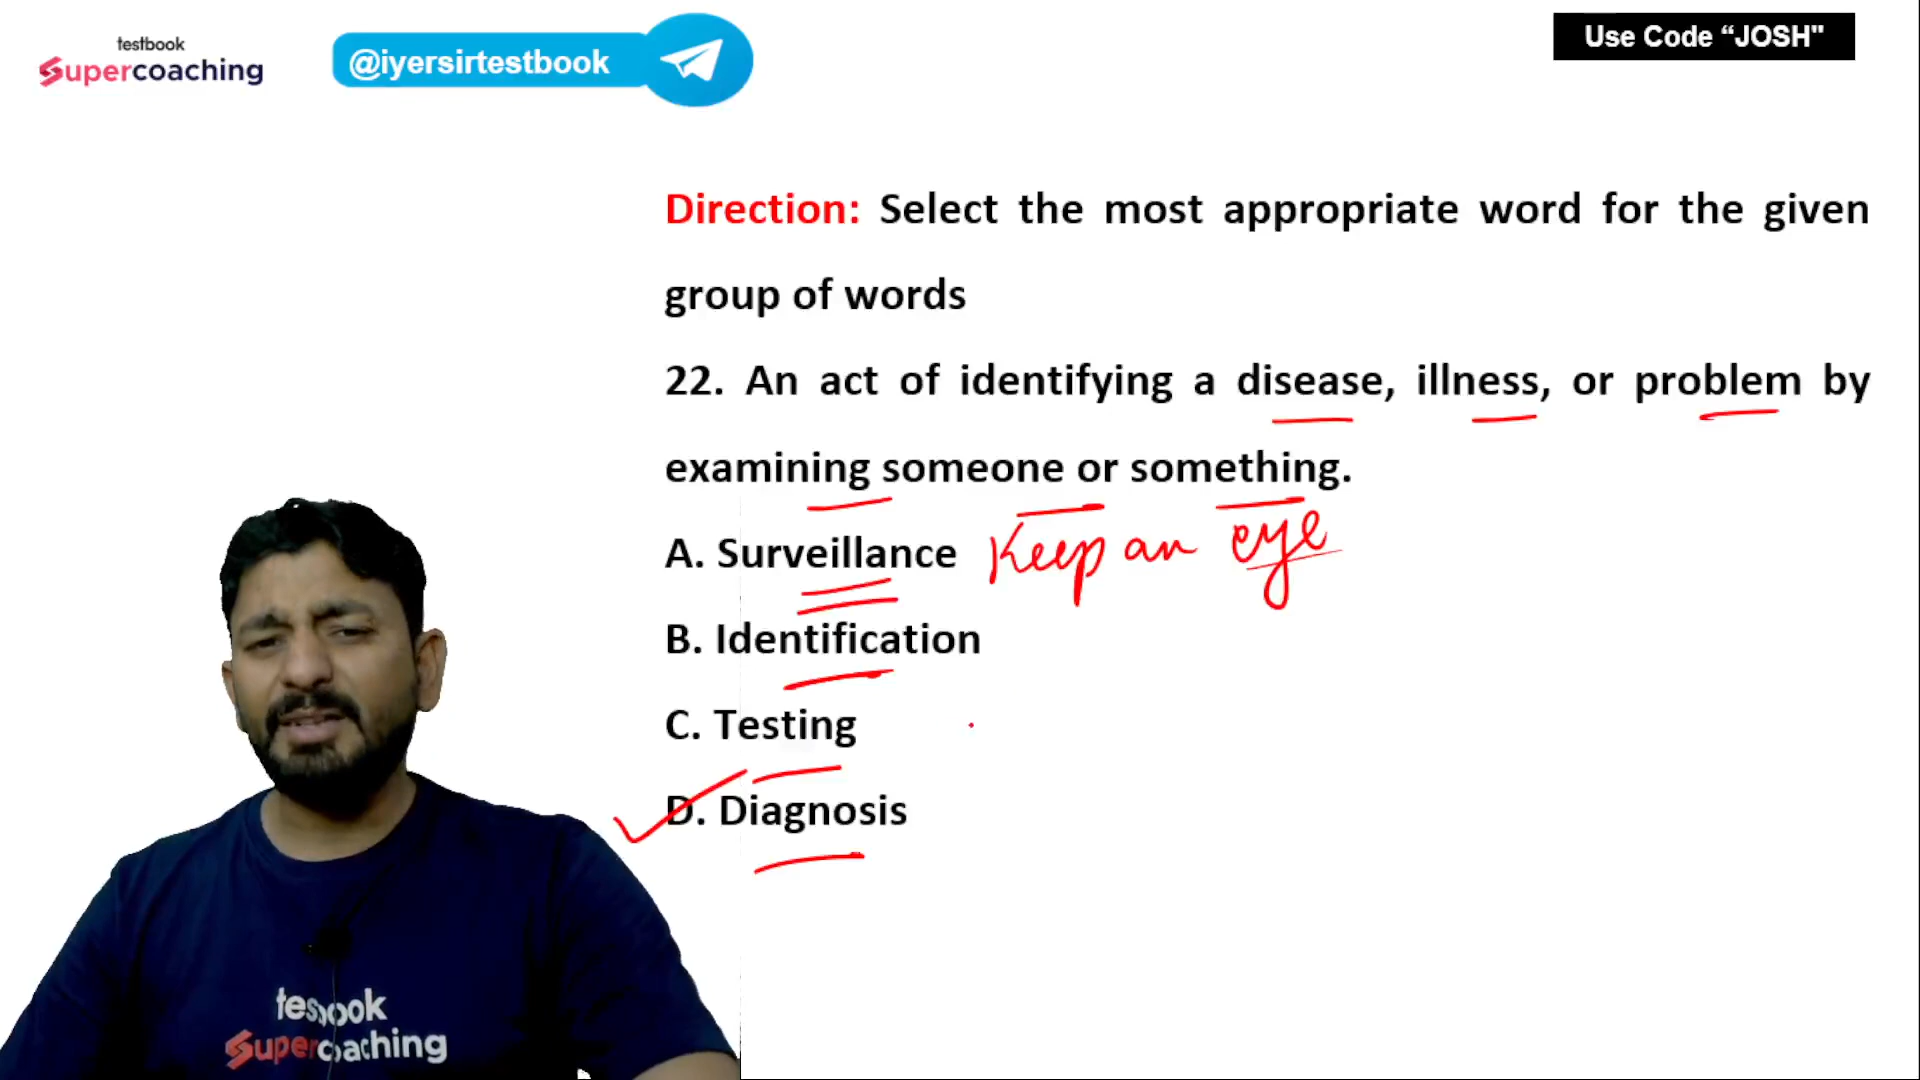 testbook
Supercoaching
@iyersirtestbook
Use Code “JOSH"
Direction: Select the most appropriate word for the given
group of words
22. An act of identifying a disease, illness, or problem by
examining someone or something.
A. Surveillance Keep an eye
B. Identification
C. Testing
D. Diagnosis
testbook
Supercoaching